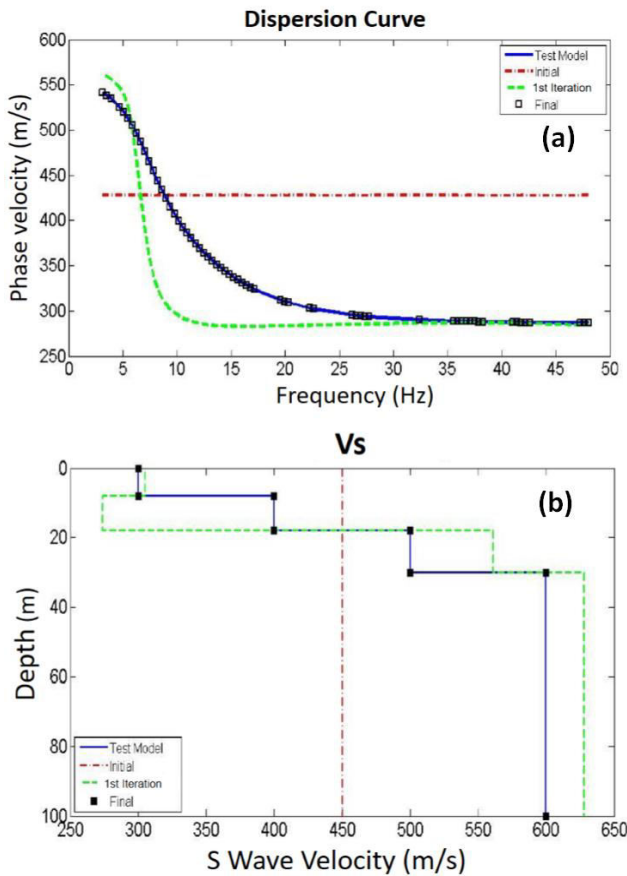 Dispersion Curve
600
550
500
450
400
350
300
250
Phase velocity (m/s)
Test Model
Initial
1st Iteration
Final
(a)
0 5 10 15 20 25 30 35 40 45 50
Frequency (Hz)
Vs
0
20
40
60
80
100
Depth (m)
(b)
Test Model
Initial
1st Iteration
Final
250 300 350 400 450 500 550 600 650
S Wave Velocity (m/s)